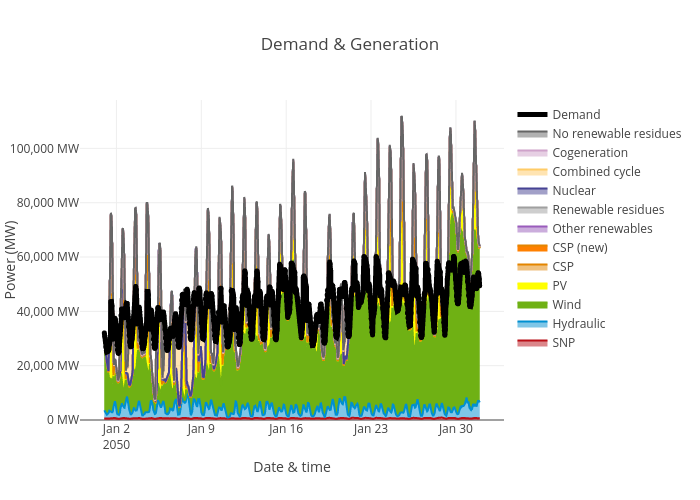 Demand & Generation
100,000 MW
80,000 MW
60,000 MW
40,000 MW
20,000 MW
0 MW
Power (MW)
Jan 2
2050
Jan 9
Jan 16
Jan 23
Jan 30
Date & time
Demand
No renewable residues
Cogeneration
Combined cycle
Nuclear
Renewable residues
Other renewables
CSP (new)
CSP
PV
Wind
Hydraulic
SNP